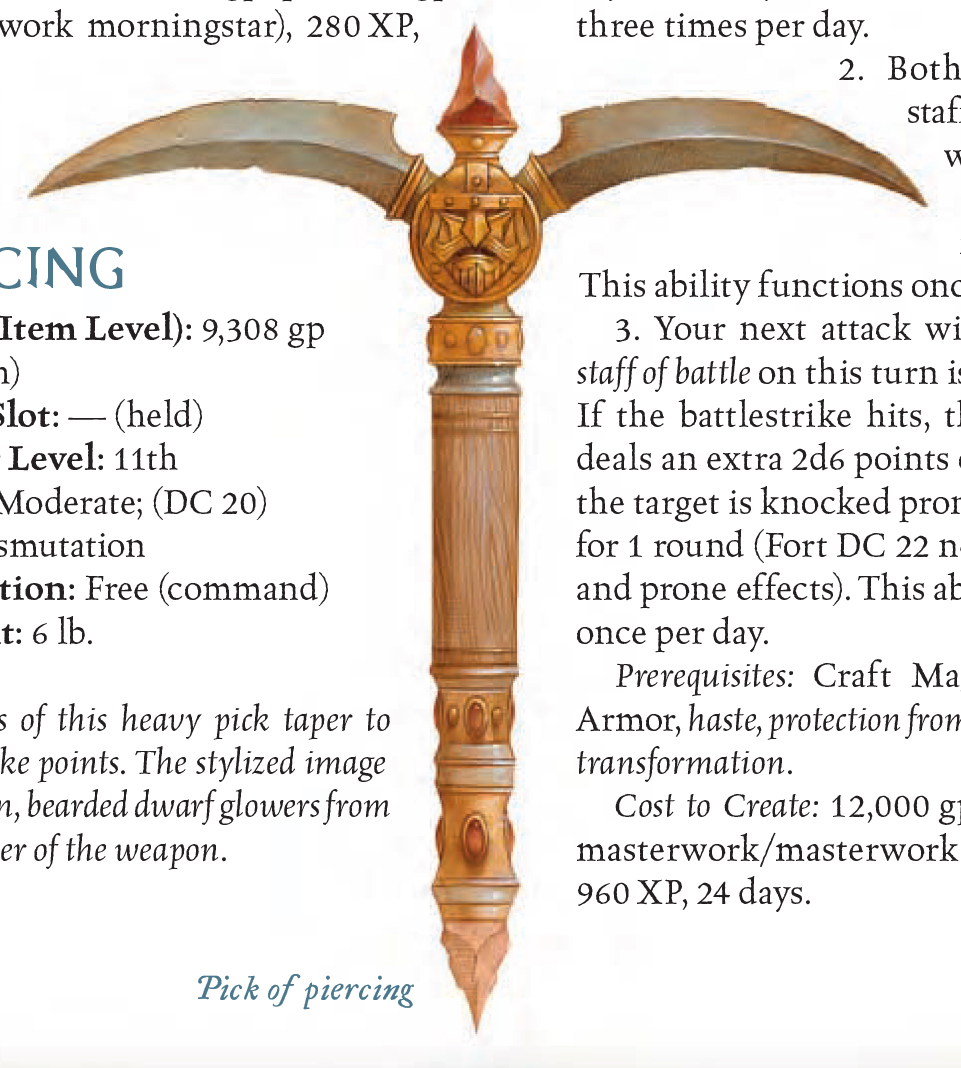 work morningstar), 280 XP,
CING
Item Level): 9,308 gp
Slot: — (held)
Level: 11th
Moderate; (DC 20)
smutation
tion: Free (command)
t: 6 lb.
s of this heavy pick taper to
ke points. The stylized image
n, bearded dwarf glowers from
er of the weapon.
Pick of piercing
three times per day.
2. Both
staff
w
This ability functions onc
3. Your next attack wi
staff of battle on this turn is
If the battlestrike hits, th
deals an extra 2d6 points o
the target is knocked pron
for 1 round (Fort DC 22 n
and prone effects). This ab
once per day.
Prerequisites: Craft Ma
Armor, haste, protection from
transformation.
Cost to Create: 12,000 gp
masterwork/masterwork
960 XP, 24 days.